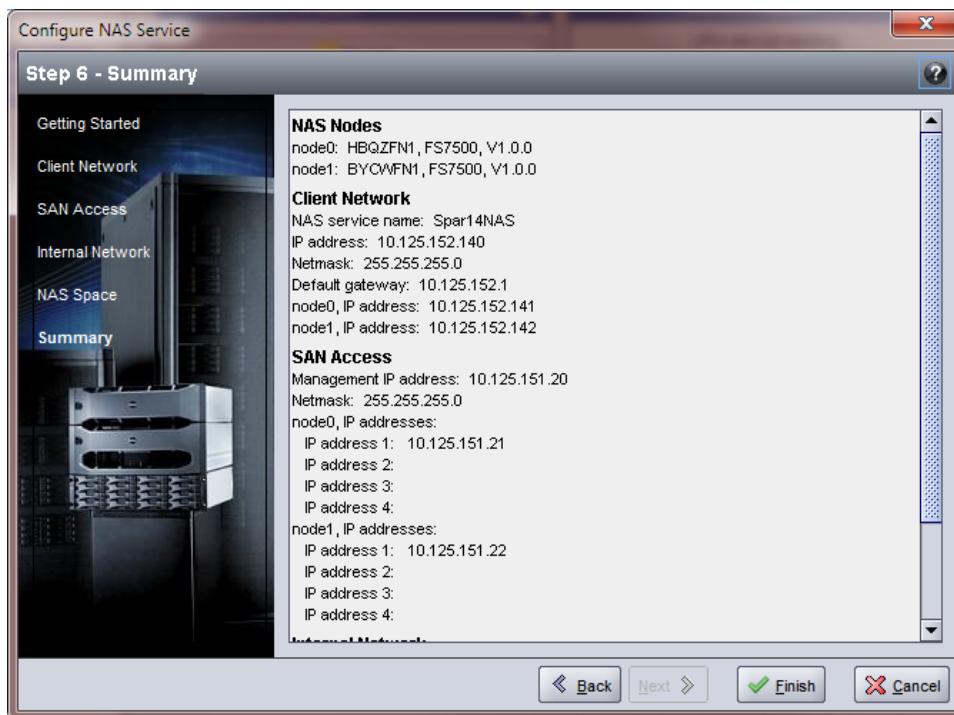 Configure NAS Service
Step 6 - Summary
?
Getting Started
Client Network
SAN Access
Internal Network
NAS Space
Summary
NAS Nodes
node0: HBQZFN1, FS7500, V1.0.0
node1: BYCWFN1, FS7500, V1.0.0
Client Network
NAS service name: Spar14NAS
IP address: 10.125.152.140
Netmask: 255.255.255.0
Default gateway: 10.125.152.1
node0, IP address: 10.125.152.141
node1, IP address: 10.125.152.142
SAN Access
Management IP address: 10.125.151.20
Netmask: 255.255.255.0
node0, IP addresses:
IP address 1: 10.125.151.21
IP address 2:
IP address 3:
IP address 4:
node1, IP addresses:
IP address 1: 10.125.151.22
IP address 2:
IP address 3:
IP address 4:
Internal Network
Back
Next
Finish
Cancel